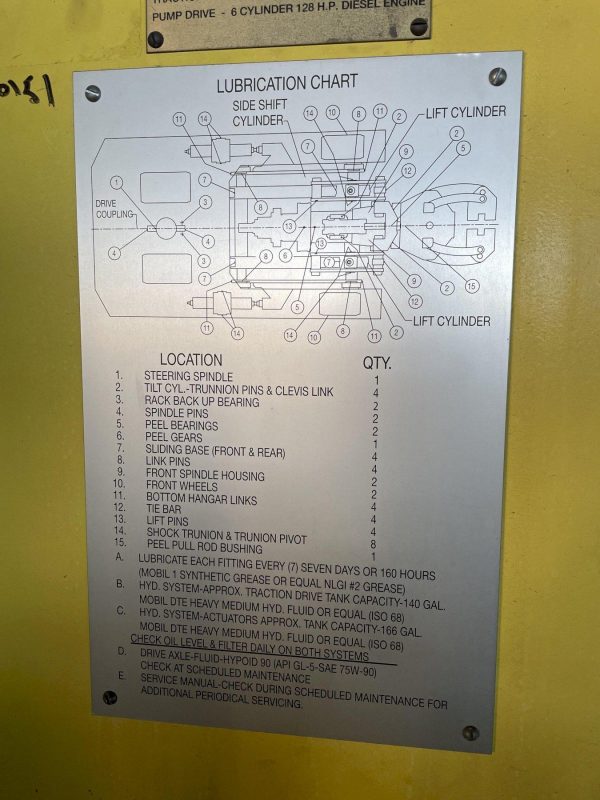 PUMP DRIVE - 6 CYLINDER 128 H.P. DIESEL ENGINE
LUBRICATION CHART
SIDE SHIFT
CYLINDER
LIFT CYLINDER
DRIVE
COUPLING
LIFT CYLINDER
LOCATION QTY.
1. STEERING SPINDLE 1
2. TILT CYL.-TRUNNION PINS & CLEVIS LINK 4
3. RACK BACK UP BEARING 2
4. SPINDLE PINS 2
5. PEEL BEARINGS 2
6. PEEL GEARS 1
7. SLIDING BASE (FRONT & REAR) 4
8. LINK PINS 4
9. FRONT SPINDLE HOUSING 2
10. FRONT WHEELS 2
11. BOTTOM HANGAR LINKS 4
12. TIE BAR 4
13. LIFT PINS 4
14. SHOCK TRUNION & TRUNION PIVOT 8
15. PEEL PULL ROD BUSHING 1
A. LUBRICATE EACH FITTING EVERY (7) SEVEN DAYS OR 160 HOURS
(MOBIL 1 SYNTHETIC GREASE OR EQUAL NLGI #2 GREASE)
B. HYD. SYSTEM-APPROX. TRACTION DRIVE TANK CAPACITY-140 GAL.
MOBIL DTE HEAVY MEDIUM HYD. FLUID OR EQUAL (ISO 68)
C. HYD. SYSTEM-ACTUATORS APPROX. TANK CAPACITY-166 GAL.
MOBIL DTE HEAVY MEDIUM HYD. FLUID OR EQUAL (ISO 68)
CHECK OIL LEVEL & FILTER DAILY ON BOTH SYSTEMS
D. DRIVE AXLE-FLUID-HYPOID 90 (API GL-5-SAE 75W-90)
CHECK AT SCHEDULED MAINTENANCE
E. SERVICE MANUAL-CHECK DURING SCHEDULED MAINTENANCE FOR
ADDITIONAL PERIODICAL SERVICING.